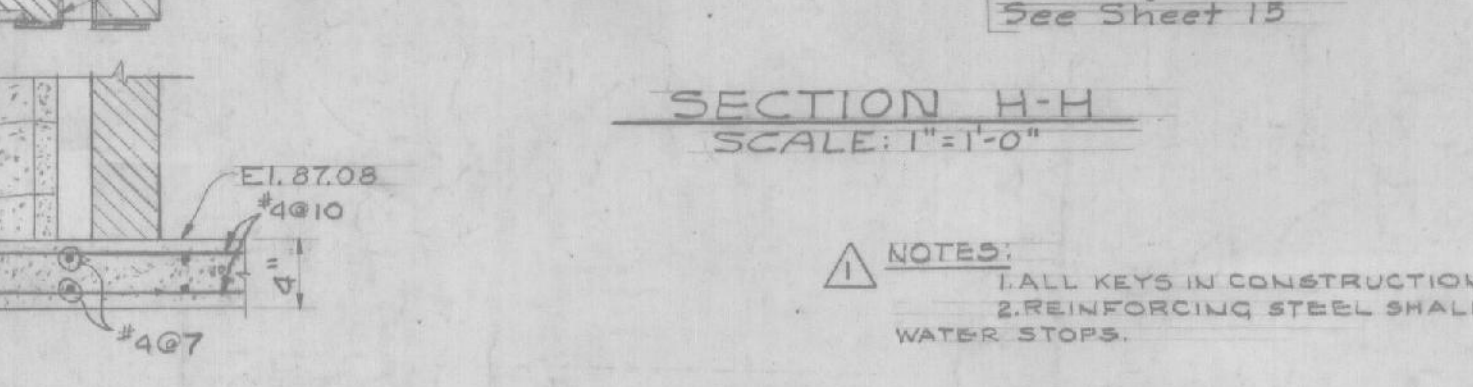 See Sheet 15
SECTION H-H
SCALE: 1"=1'-0"
El. 87.08
#4@10
4"
#4@7
1
NOTES:
1. ALL KEYS IN CONSTRUCTION
2. REINFORCING STEEL SHALL
WATER STOPS.